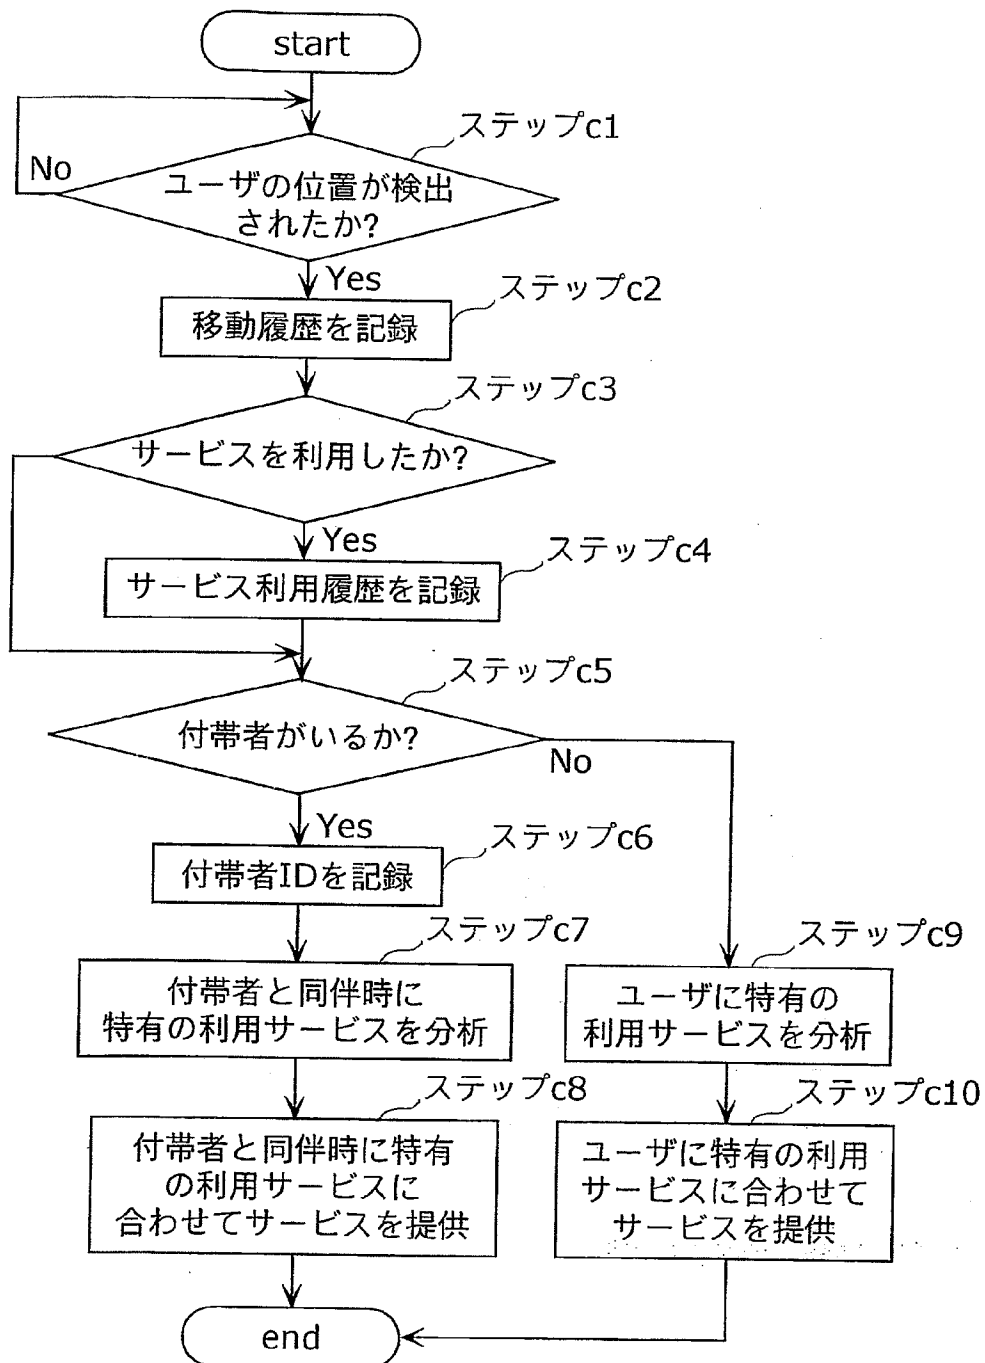 start
ステップc1
No
ユーザの位置が検出
されたか?
Yes
ステップc2
移動履歴を記録
ステップc3
サービスを利用したか?
Yes
ステップc4
サービス利用履歴を記録
ステップc5
付帯者がいるか?
No
Yes
ステップc6
付帯者IDを記録
ステップc7
付帯者と同伴時に
特有の利用サービスを分析
ステップc9
ユーザに特有の
利用サービスを分析
ステップc8
付帯者と同伴時に特有
の利用サービスに
合わせてサービスを提供
ステップc10
ユーザに特有の利用
サービスに合わせて
サービスを提供
end